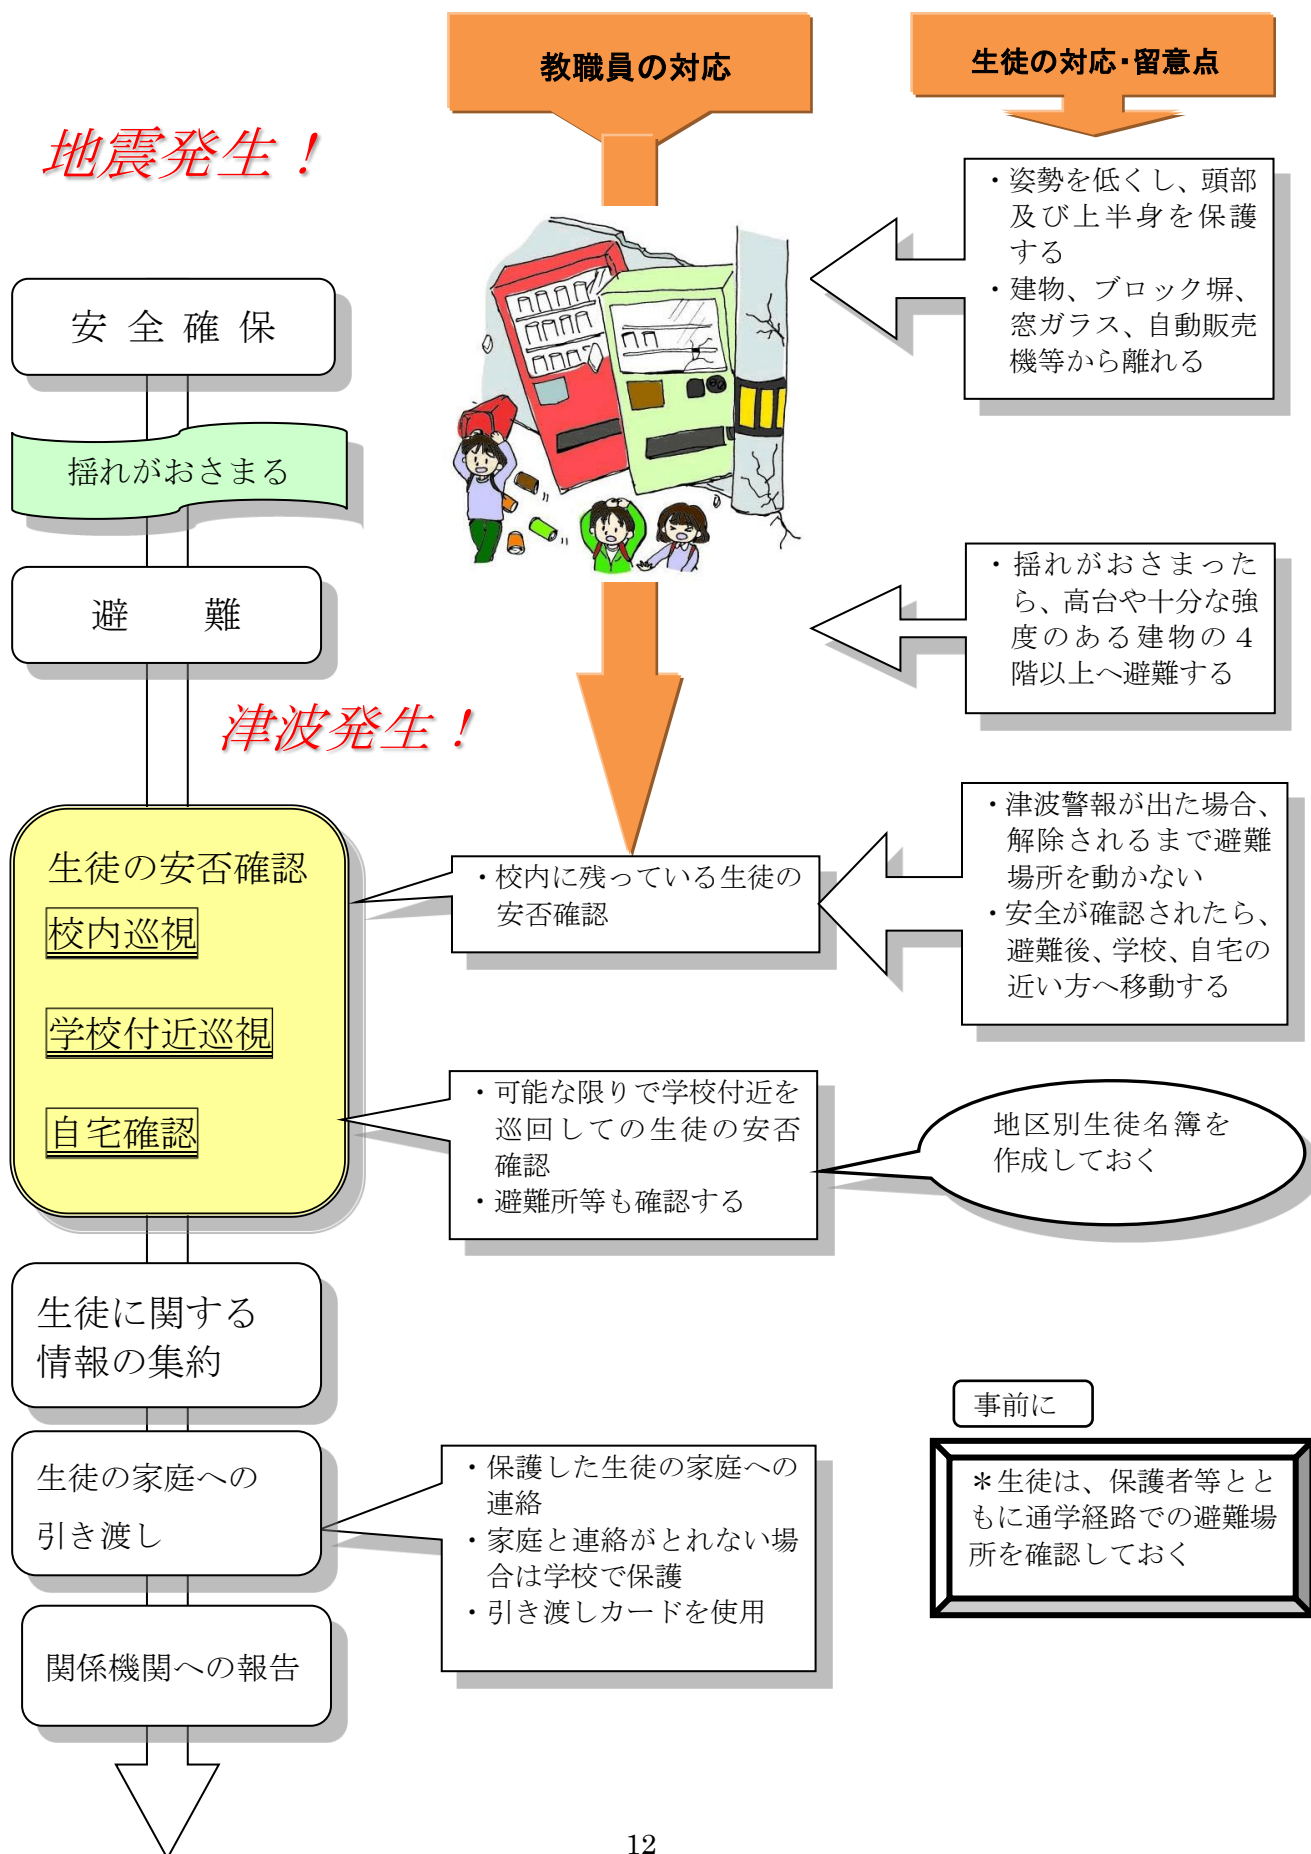 教職員の対応
生徒の対応・留意点
地震発生！
・姿勢を低くし、頭部
及び上半身を保護
する
・建物、ブロック塀、
窓ガラス、自動販売
機等から離れる
安全確保
揺れがおさまる
避　難
・揺れがおさまった
ら、高台や十分な強
度のある建物の４
階以上へ避難する
津波発生！
・津波警報が出た場合、
解除されるまで避難
場所を動かない
・安全が確認されたら、
避難後、学校、自宅の
近い方へ移動する
生徒の安否確認
校内巡視
学校付近巡視
自宅確認
・校内に残っている生徒の
安否確認
・可能な限りで学校付近を
巡回しての生徒の安否
確認
・避難所等も確認する
地区別生徒名簿を
作成しておく
生徒に関する
情報の集約
生徒の家庭への
引き渡し
・保護した生徒の家庭への
連絡
・家庭と連絡がとれない場
合は学校で保護
・引き渡しカードを使用
事前に
＊生徒は、保護者等とと
もに通学経路での避難場
所を確認しておく
関係機関への報告
12